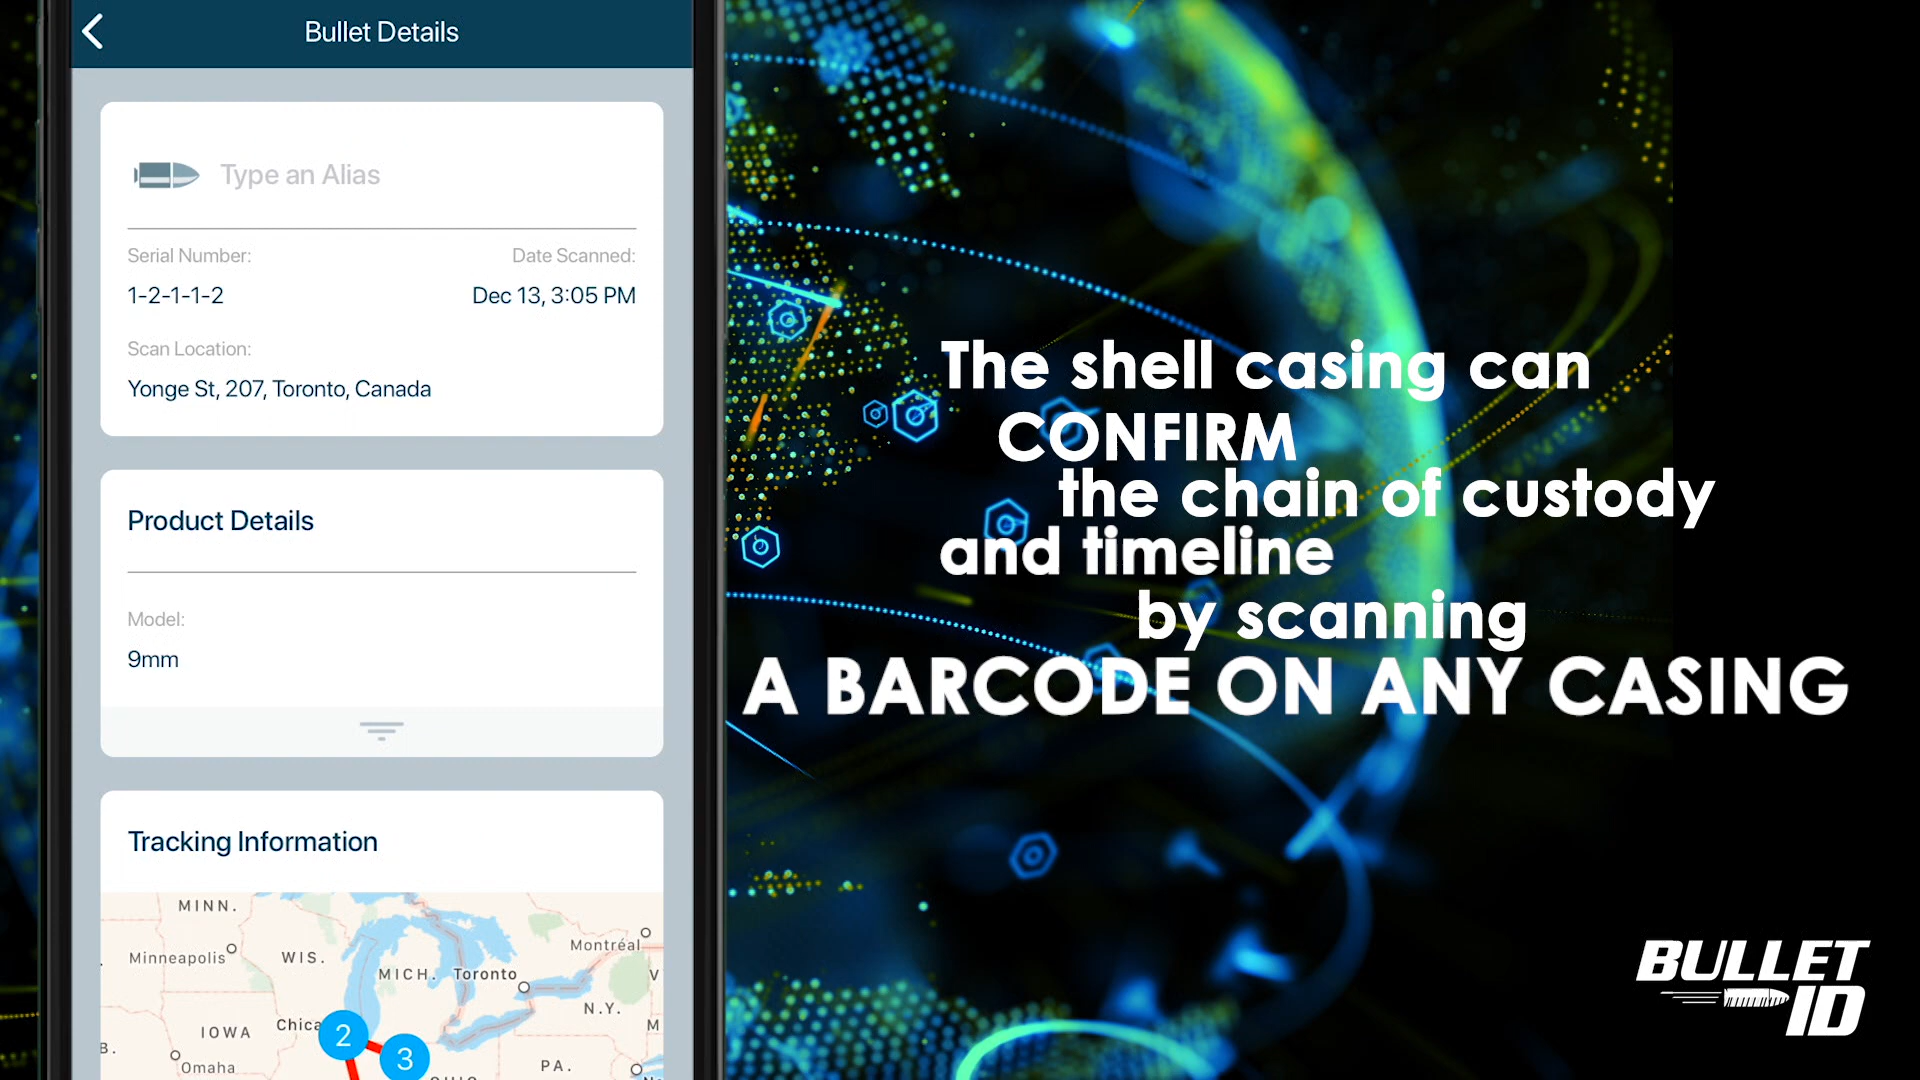 Bullet Details
Type an Alias
Serial Number:
Date Scanned:
1-2-1-1-2
Dec 13, 3:05 PM
Scan Location:
Yonge St, 207, Toronto, Canada
Product Details
Model:
9mm
Tracking Information
MINN.
Minneapolis
WIS.
MICH.
Toronto
Montréal
V
N.Y.
M
IOWA
Chica
2
3
B.
Omaha
PA.
The shell casing can
CONFIRM
the chain of custody
and timeline
by scanning
A BARCODE ON ANY CASING
BULLET
ID